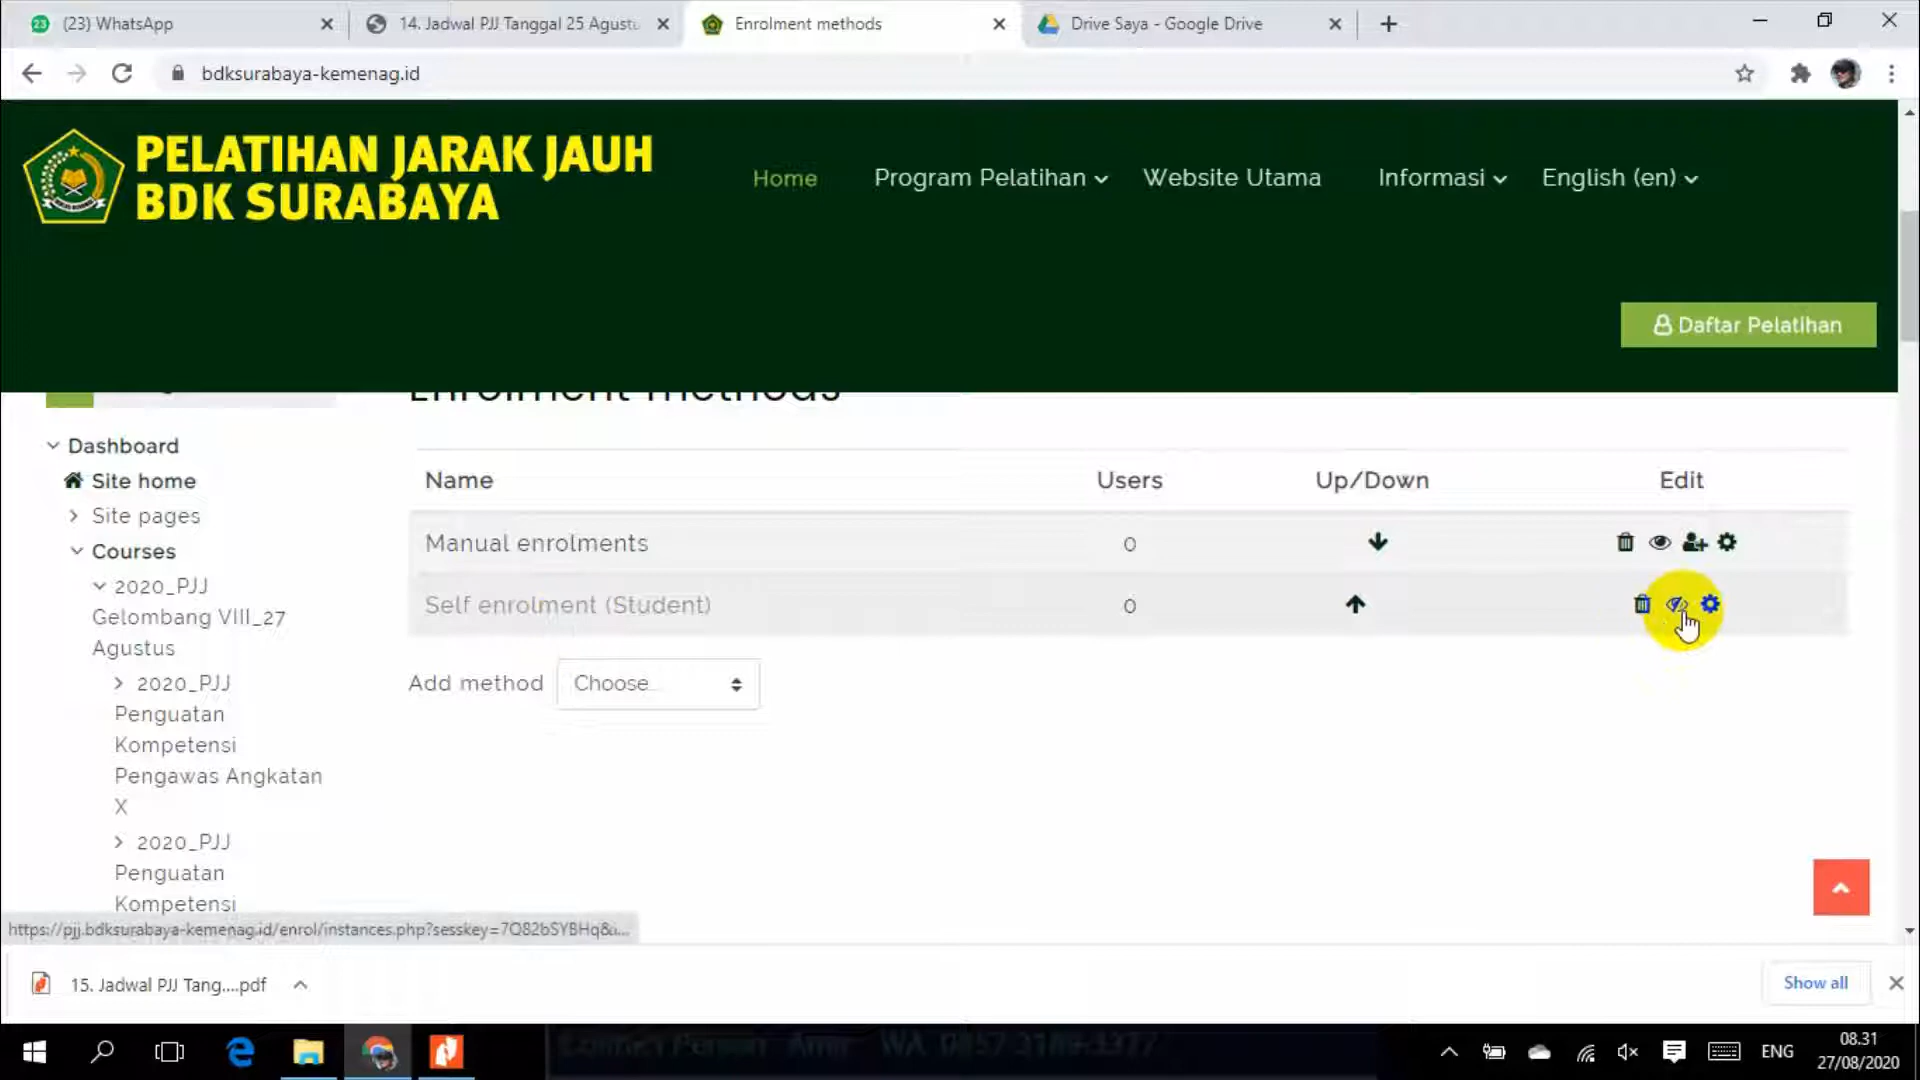 (23) WhatsApp
14. Jadwal PJJ Tanggal 25 Agustu
Enrolment methods
Drive Saya - Google Drive
bdksurabaya-kemenag.id
PELATIHAN JARAK JAUH
BDK SURABAYA
Home
Program Pelatihan
Website Utama
Informasi
English (en)
Daftar Pelatihan
Enrolment methods
Dashboard
Site home
Site pages
Courses
2020_PJJ
Gelombang VIII_27
Agustus
2020_PJJ
Penguatan
Kompetensi
Pengawas Angkatan
X
2020_PJJ
Penguatan
Kompetensi
Name Users Up/Down Edit
Manual enrolments 0
Self enrolment (Student) 0
Add method Choose...
https://pjj.bdksurabaya-kemenag.id/enrol/instances.php?sesskey=7Q82bSYBHq&...
15. Jadwal PJJ Tang....pdf
Show all
ENG
08.31
27/08/2020